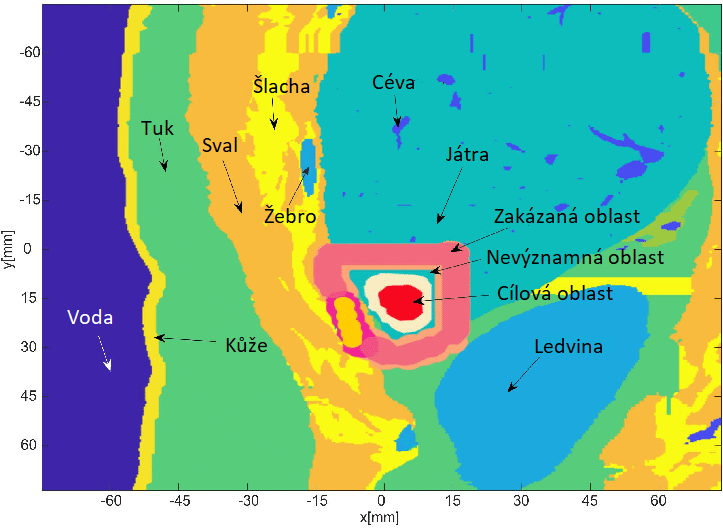 -60
-45
-30
-15
0
15
30
45
60
y[mm]
Šlacha
Céva
Tuk
Sval
Játra
Žebro
Zakázaná oblast
Nevýznamná oblast
Cílová oblast
Voda
Kůže
Ledvina
-60 -45 -30 -15 0 15 30 45 60
x[mm]